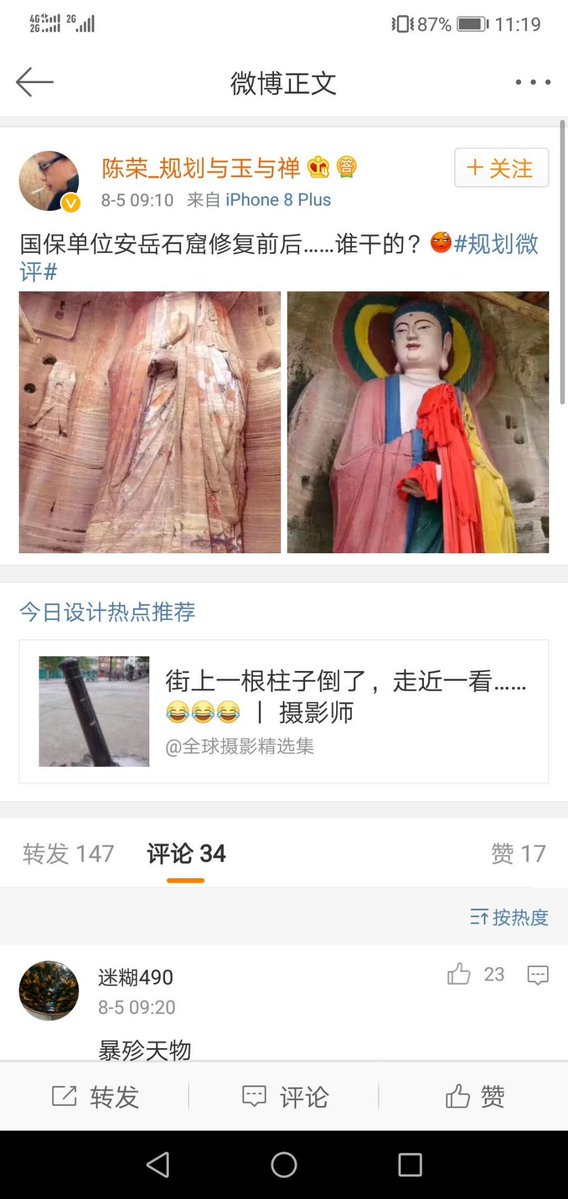 4G 2G
2G
87% 11:19
微博正文
陈荣_规划与玉与禅
+关注
8-5 09:10 来自 iPhone 8 Plus
国保单位安岳石窟修复前后……谁干的？#规划微
评#
今日设计热点推荐
街上一根柱子倒了，走近一看……
😂😂😂 丨 摄影师
@全球摄影精选集
转发 147 评论 34 赞 17
按热度
迷糊490
23
8-5 09:20
暴殄天物
转发 评论 赞